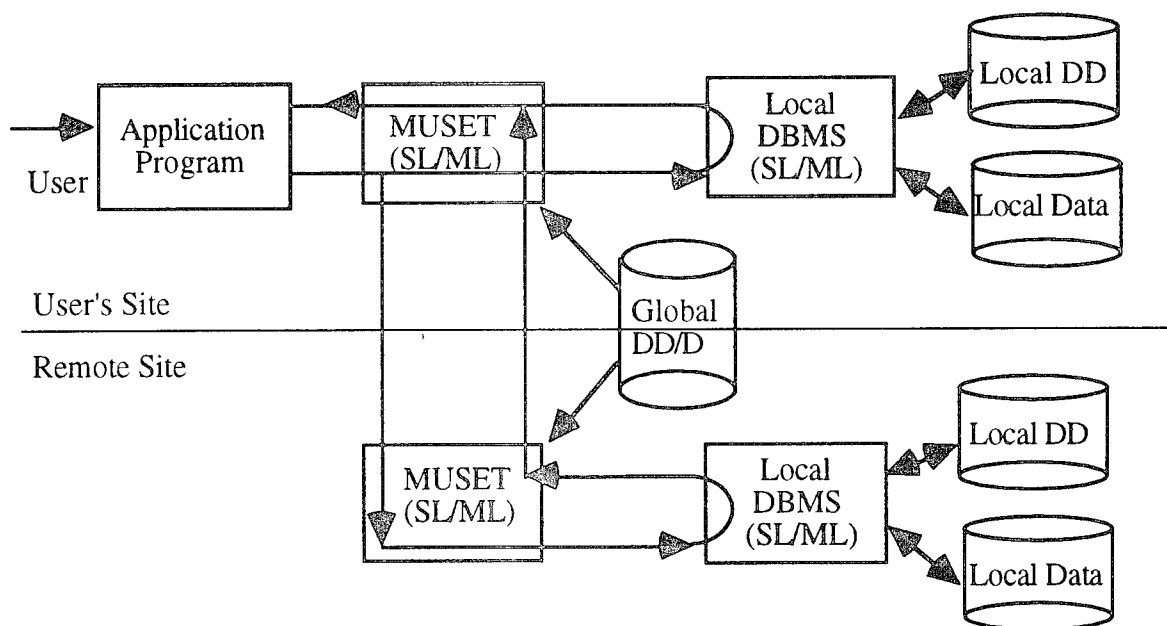 Application
Program
User
MUSET
(SL/ML)
Local
DBMS
(SL/ML)
Local DD
Local Data
User's Site
Global
DD/D
Remote Site
MUSET
(SL/ML)
Local
DBMS
(SL/ML)
Local DD
Local Data